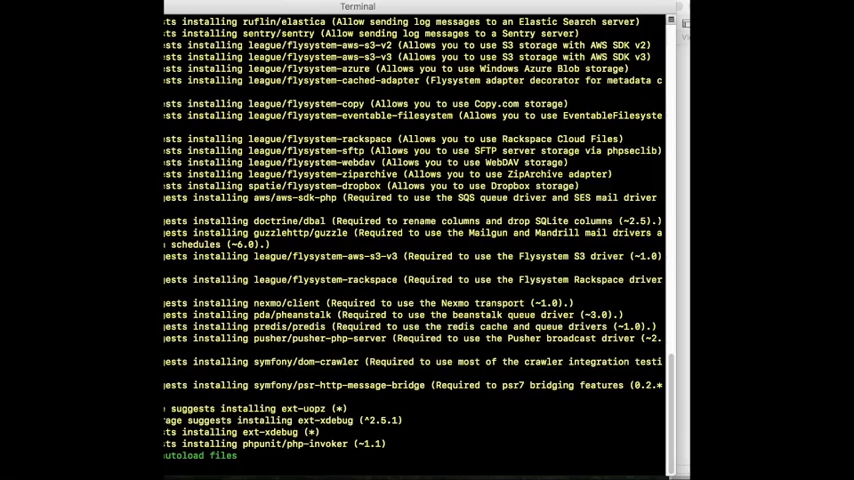 Terminal
sts installing ruflin/elastica (Allow sending log messages to an Elastic Search server)
sts installing sentry/sentry (Allow sending log messages to a Sentry server)
ests installing league/flysystem-aws-s3-v2 (Allows you to use S3 storage with AWS SDK v2)
ests installing league/flysystem-aws-s3-v3 (Allows you to use S3 storage with AWS SDK v3)
ests installing league/flysystem-azure (Allows you to use Windows Azure Blob storage)
ests installing league/flysystem-cached-adapter (Flysystem adapter decorator for metadata c
ests installing league/flysystem-copy (Allows you to use Copy.com storage)
ests installing league/flysystem-eventable-filesystem (Allows you to use EventableFilesyste
ests installing league/flysystem-rackspace (Allows you to use Rackspace Cloud Files)
ests installing league/flysystem-sftp (Allows you to use SFTP server storage via phpseclib)
ests installing league/flysystem-webdav (Allows you to use WebDAV storage)
ests installing league/flysystem-ziparchive (Allows you to use ZipArchive adapter)
ests installing spatie/flysystem-dropbox (Allows you to use Dropbox storage)
gests installing aws/aws-sdk-php (Required to use the SQS queue driver and SES mail driver
gests installing doctrine/dbal (Required to rename columns and drop SQLite columns (~2.5).)
gests installing guzzlehttp/guzzle (Required to use the Mailgun and Mandrill mail drivers a
n schedules (~6.0).)
gests installing league/flysystem-aws-s3-v3 (Required to use the Flysystem S3 driver (~1.0)
gests installing league/flysystem-rackspace (Required to use the Flysystem Rackspace driver
gests installing nexmo/client (Required to use the Nexmo transport (~1.0).)
gests installing pda/pheanstalk (Required to use the beanstalk queue driver (~3.0).)
gests installing predis/predis (Required to use the redis cache and queue drivers (~1.0).)
gests installing pusher/pusher-php-server (Required to use the Pusher broadcast driver (~2.
gests installing symfony/dom-crawler (Required to use most of the crawler integration testi
gests installing symfony/psr-http-message-bridge (Required to psr7 bridging features (0.2.*
e suggests installing ext-uopz (*)
rage suggests installing ext-xdebug (^2.5.1)
sts installing ext-xdebug (*)
sts installing phpunit/php-invoker (~1.1)
autoload files